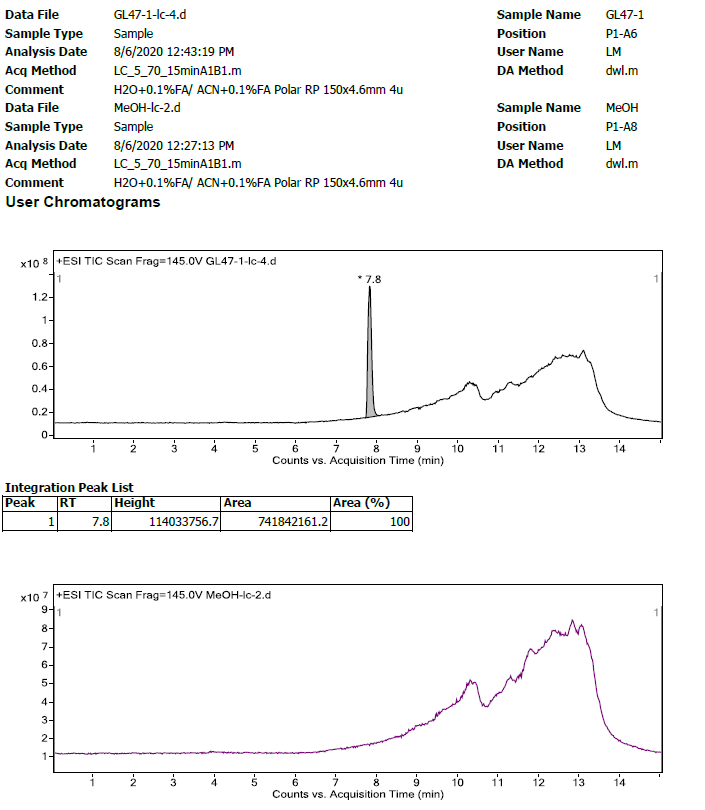 Data File GL47-1-lc-4.d Sample Name GL47-1
Sample Type Sample Position P1-A6
Analysis Date 8/6/2020 12:43:19 PM User Name LM
Acq Method LC_5_70_15minA1B1.m DA Method dwl.m
Comment H2O+0.1%FA/ ACN+0.1%FA Polar RP 150x4.6mm 4u
Data File MeOH-lc-2.d Sample Name MeOH
Sample Type Sample Position P1-A8
Analysis Date 8/6/2020 12:27:13 PM User Name LM
Acq Method LC_5_70_15minA1B1.m DA Method dwl.m
Comment H2O+0.1%FA/ ACN+0.1%FA Polar RP 150x4.6mm 4u
User Chromatograms
x10 8 +ESI TIC Scan Frag=145.0V GL47-1-lc-4.d
1 * 7.8 1
1.2
1
0.8
0.6
0.4
0.2
0
1 2 3 4 5 6 7 8 9 10 11 12 13 14
Counts vs. Acquisition Time (min)
Integration Peak List
Peak RT Height Area Area (%)
1 7.8 114033756.7 741842161.2 100
x10 7 +ESI TIC Scan Frag=145.0V MeOH-lc-2.d
9 1 1
8
7
6
5
4
3
2
1
1 2 3 4 5 6 7 8 9 10 11 12 13 14
Counts vs. Acquisition Time (min)